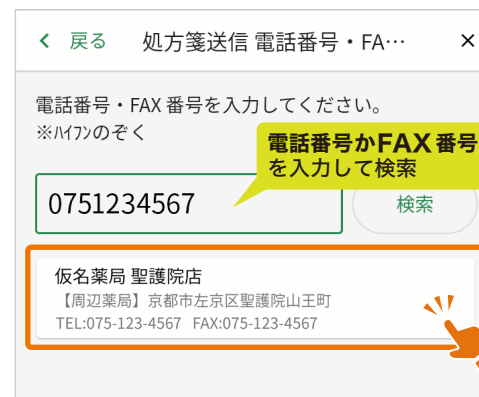 戻る 処方箋送信 電話番号・FA… ×
電話番号・FAX 番号を入力してください。
※ﾊｲﾌﾝのぞく
電話番号かFAX 番号
を入力して検索
0751234567
検索
仮名薬局 聖護院店
【周辺薬局】京都市左京区聖護院山王町
TEL:075-123-4567 FAX:075-123-4567